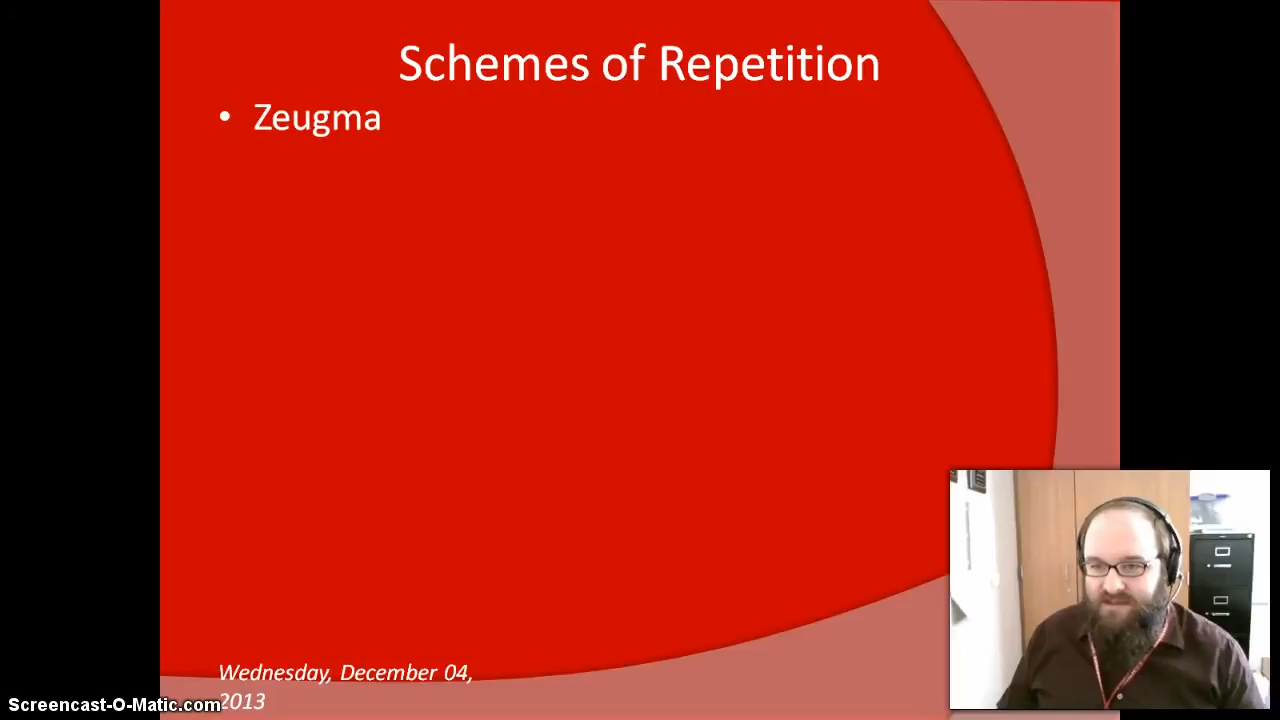 Schemes of Repetition
• Zeugma
Wednesday, December 04,
2013
Screencast-O-Matic.com